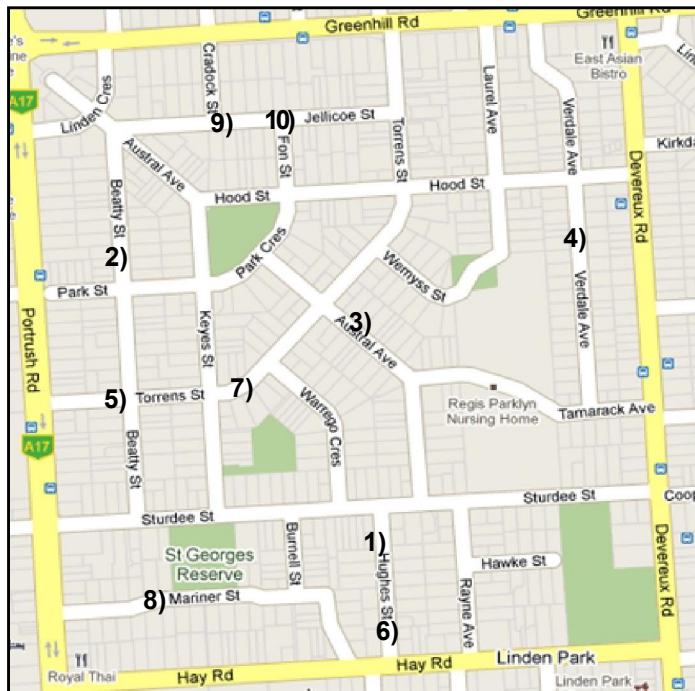 Greenhill Rd
Greenhill Rd
East Asian
Bistro
Cradock St
Laurel Ave
Linden Cres
A17
9)
10)
Jellicoe St
Torrens St
Verdale Ave
Kirkda
Austral Ave
Fon St
Devereux Rd
Beatty St
Hood St
Hood St
2)
4)
Park Cres
Wemyss St
Park St
Verdale Ave
Portrush Rd
Keyes St
3)
Austral Ave
5)
Torrens St
7)
Warrego Cres
Regis Parklyn
Nursing Home
Tamarack Ave
A17
Beatty St
Sturdee St
Sturdee St
Coop
1)
St Georges
Reserve
Burnell St
Hughes St
Hawke St
Devereux Rd
8)
Mariner St
Rayne Ave
6)
Royal Thai
Hay Rd
Hay Rd
Linden Park
Linden Park